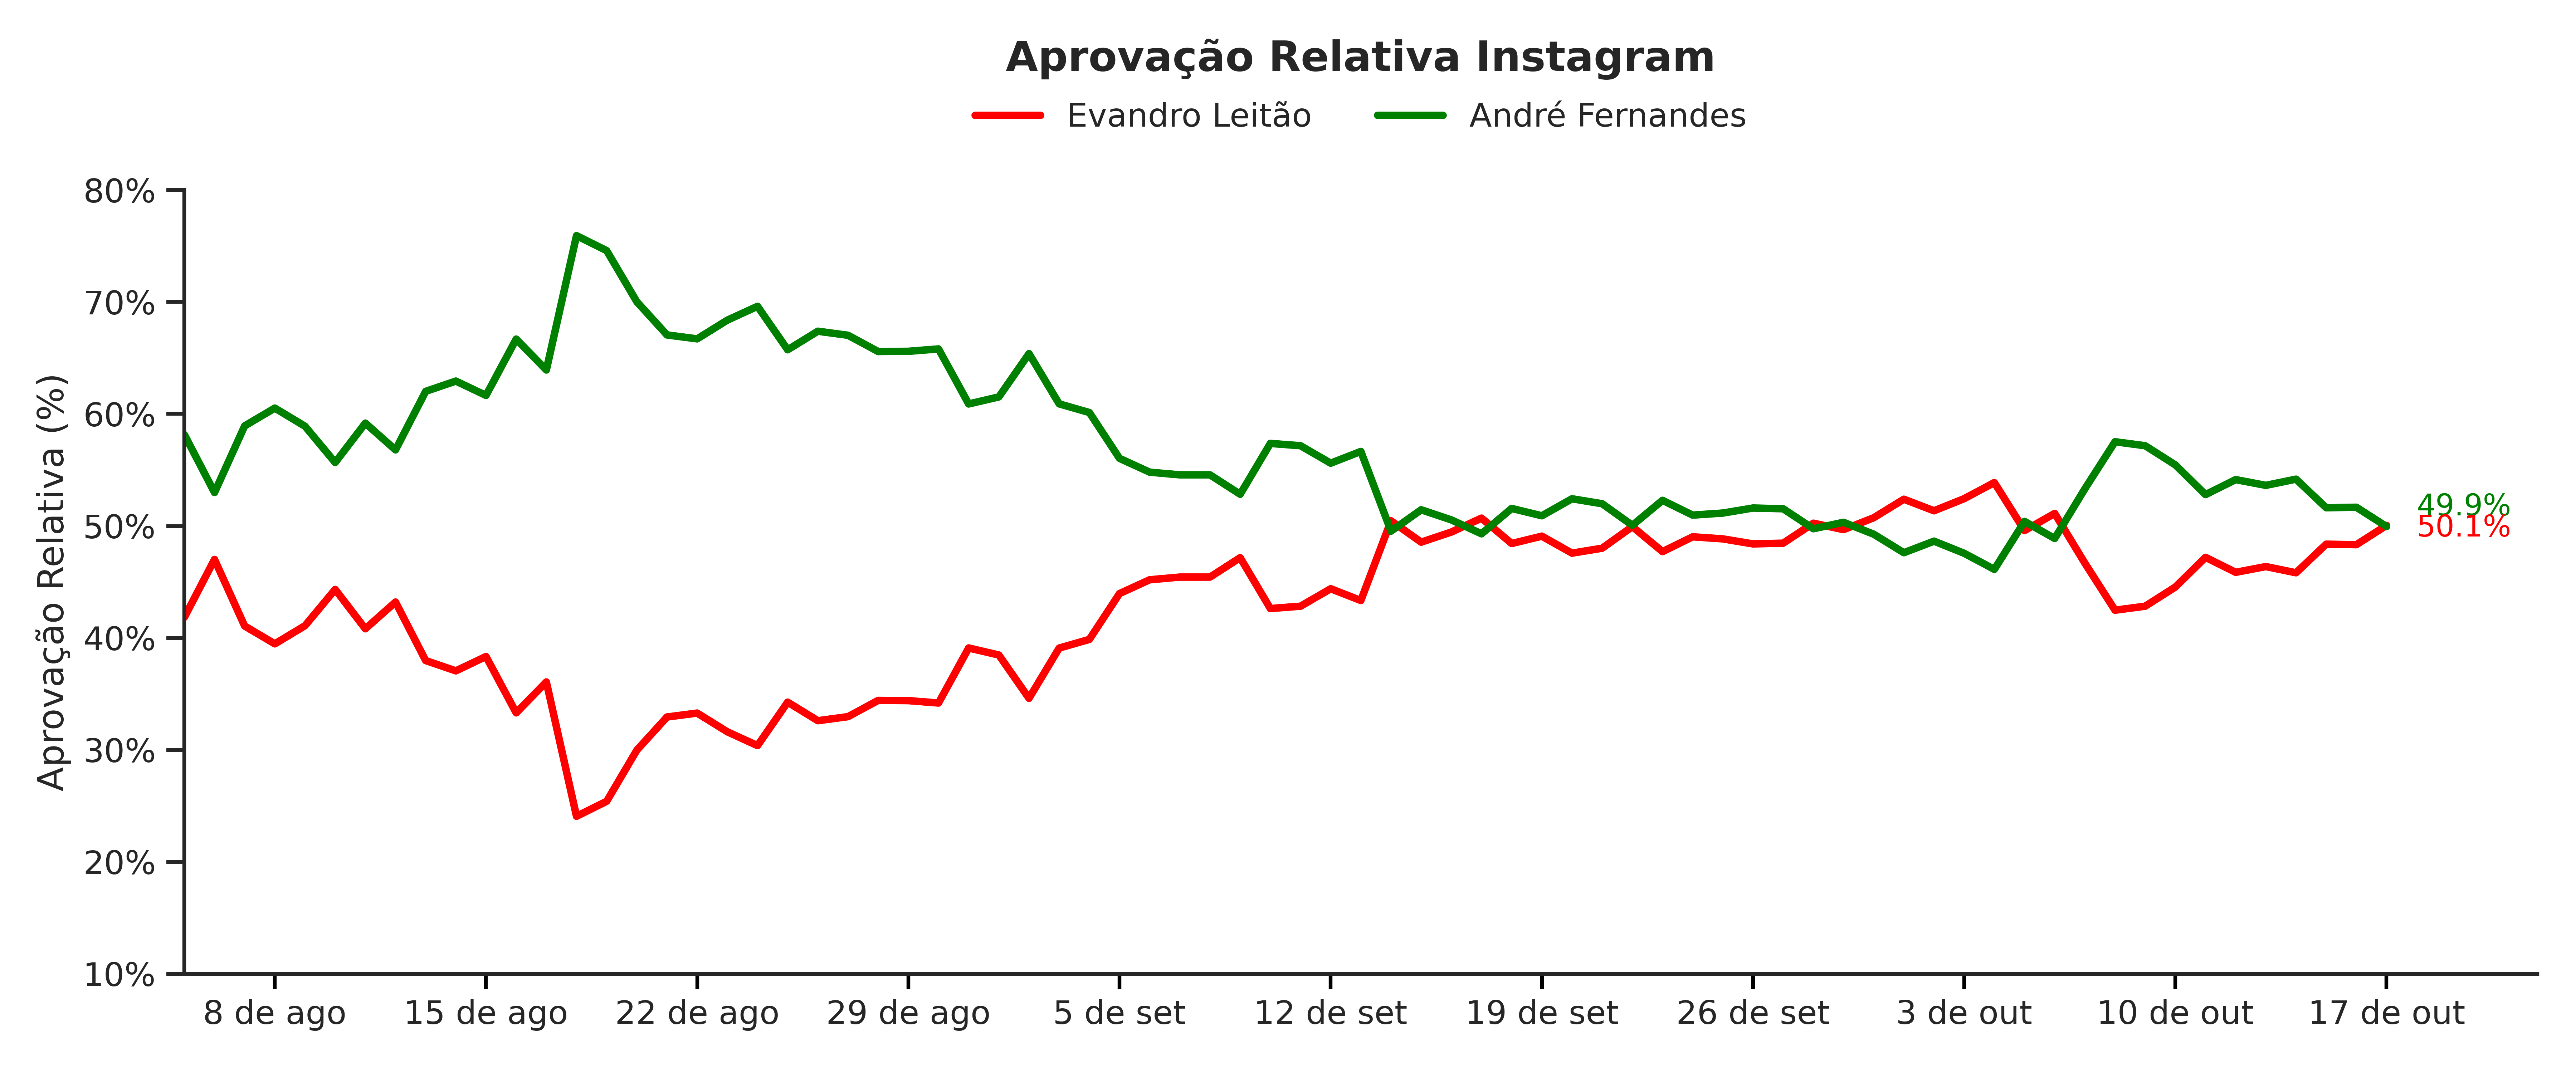 Aprovação Relativa Instagram
Evandro Leitão André Fernandes
Aprovação Relativa (%)
80%
70%
60%
50%
40%
30%
20%
10%
49.9%
50.1%
8 de ago 15 de ago 22 de ago 29 de ago 5 de set 12 de set 19 de set 26 de set 3 de out 10 de out 17 de out